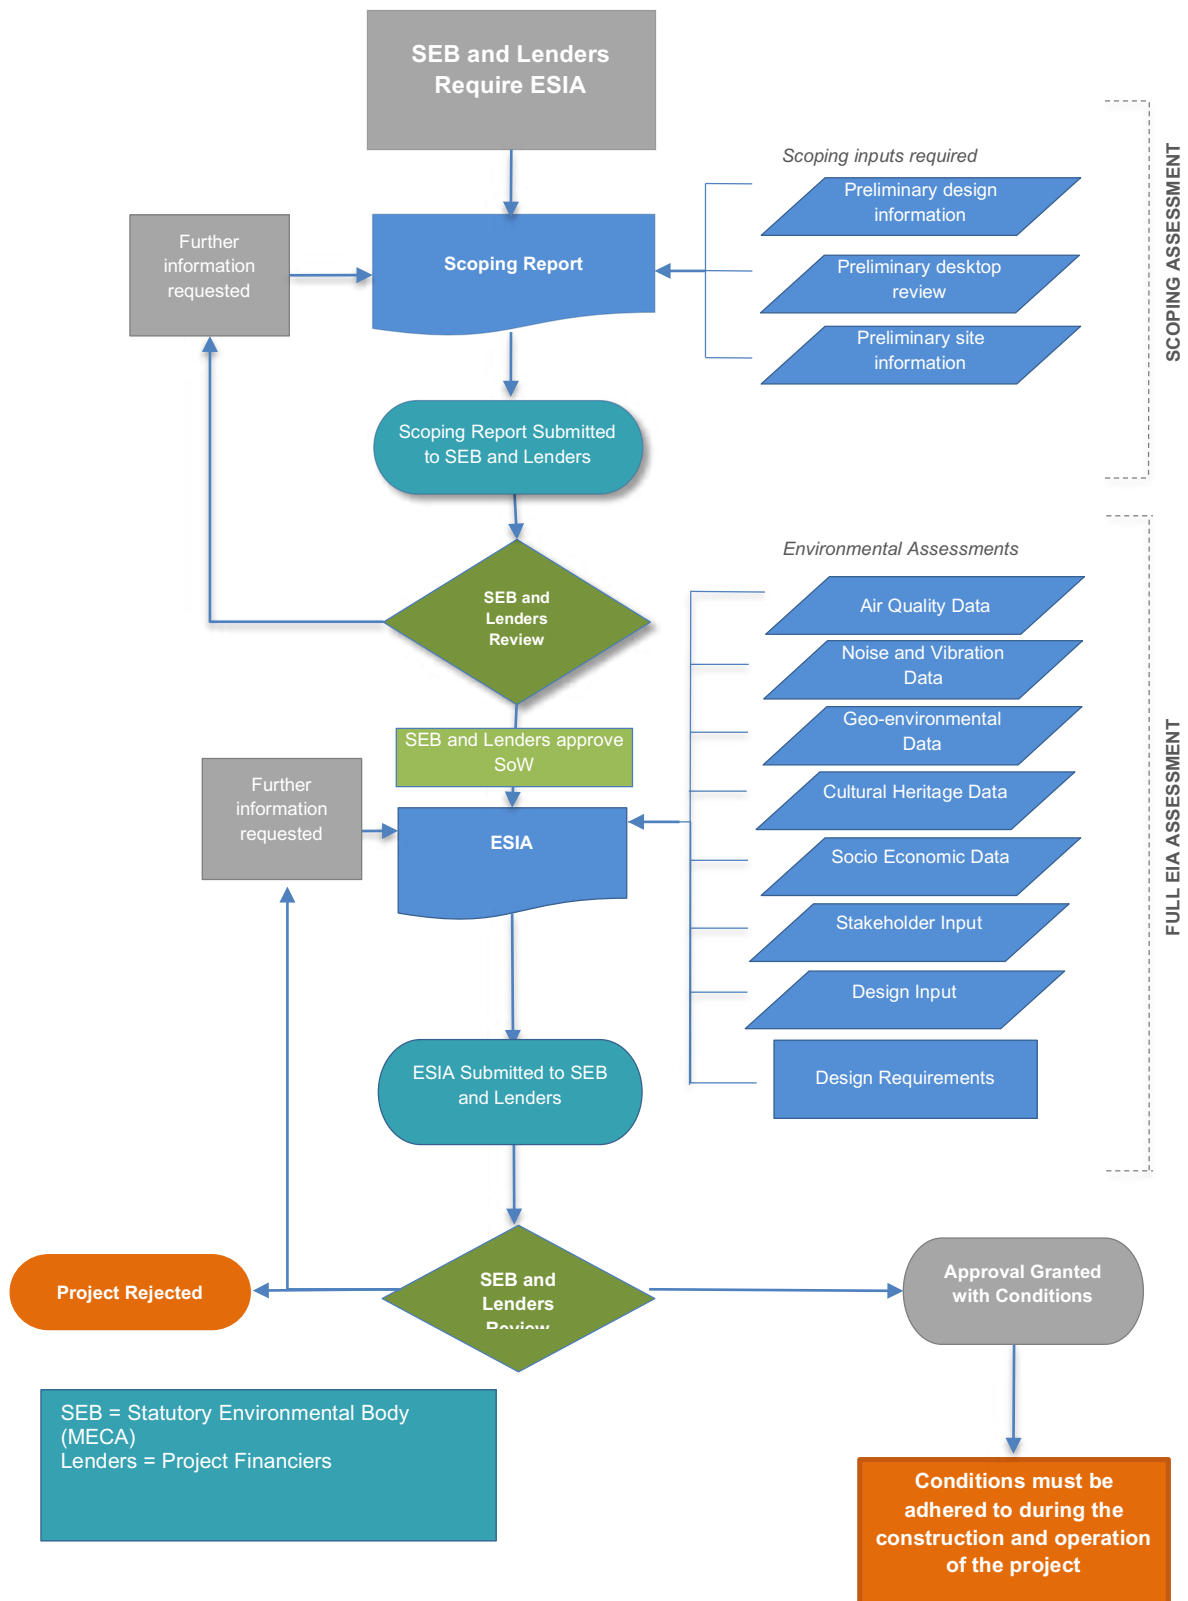 SEB and Lenders
Require ESIA
Scoping inputs required
Preliminary design
information
Further
information
requested
Scoping Report
Preliminary desktop
review
Preliminary site
information
SCOPING ASSESSMENT
Scoping Report Submitted
to SEB and Lenders
SEB and
Lenders
Review
Environmental Assessments
Air Quality Data
Noise and Vibration
Data
Geo-environmental
Data
SEB and Lenders approve
SoW
Further
information
requested
ESIA
Cultural Heritage Data
Socio Economic Data
Stakeholder Input
Design Input
Design Requirements
FULL EIA ASSESSMENT
ESIA Submitted to SEB
and Lenders
Project Rejected
SEB and
Lenders
Review
Approval Granted
with Conditions
SEB = Statutory Environmental Body
(MECA)
Lenders = Project Financiers
Conditions must be
adhered to during the
construction and operation
of the project